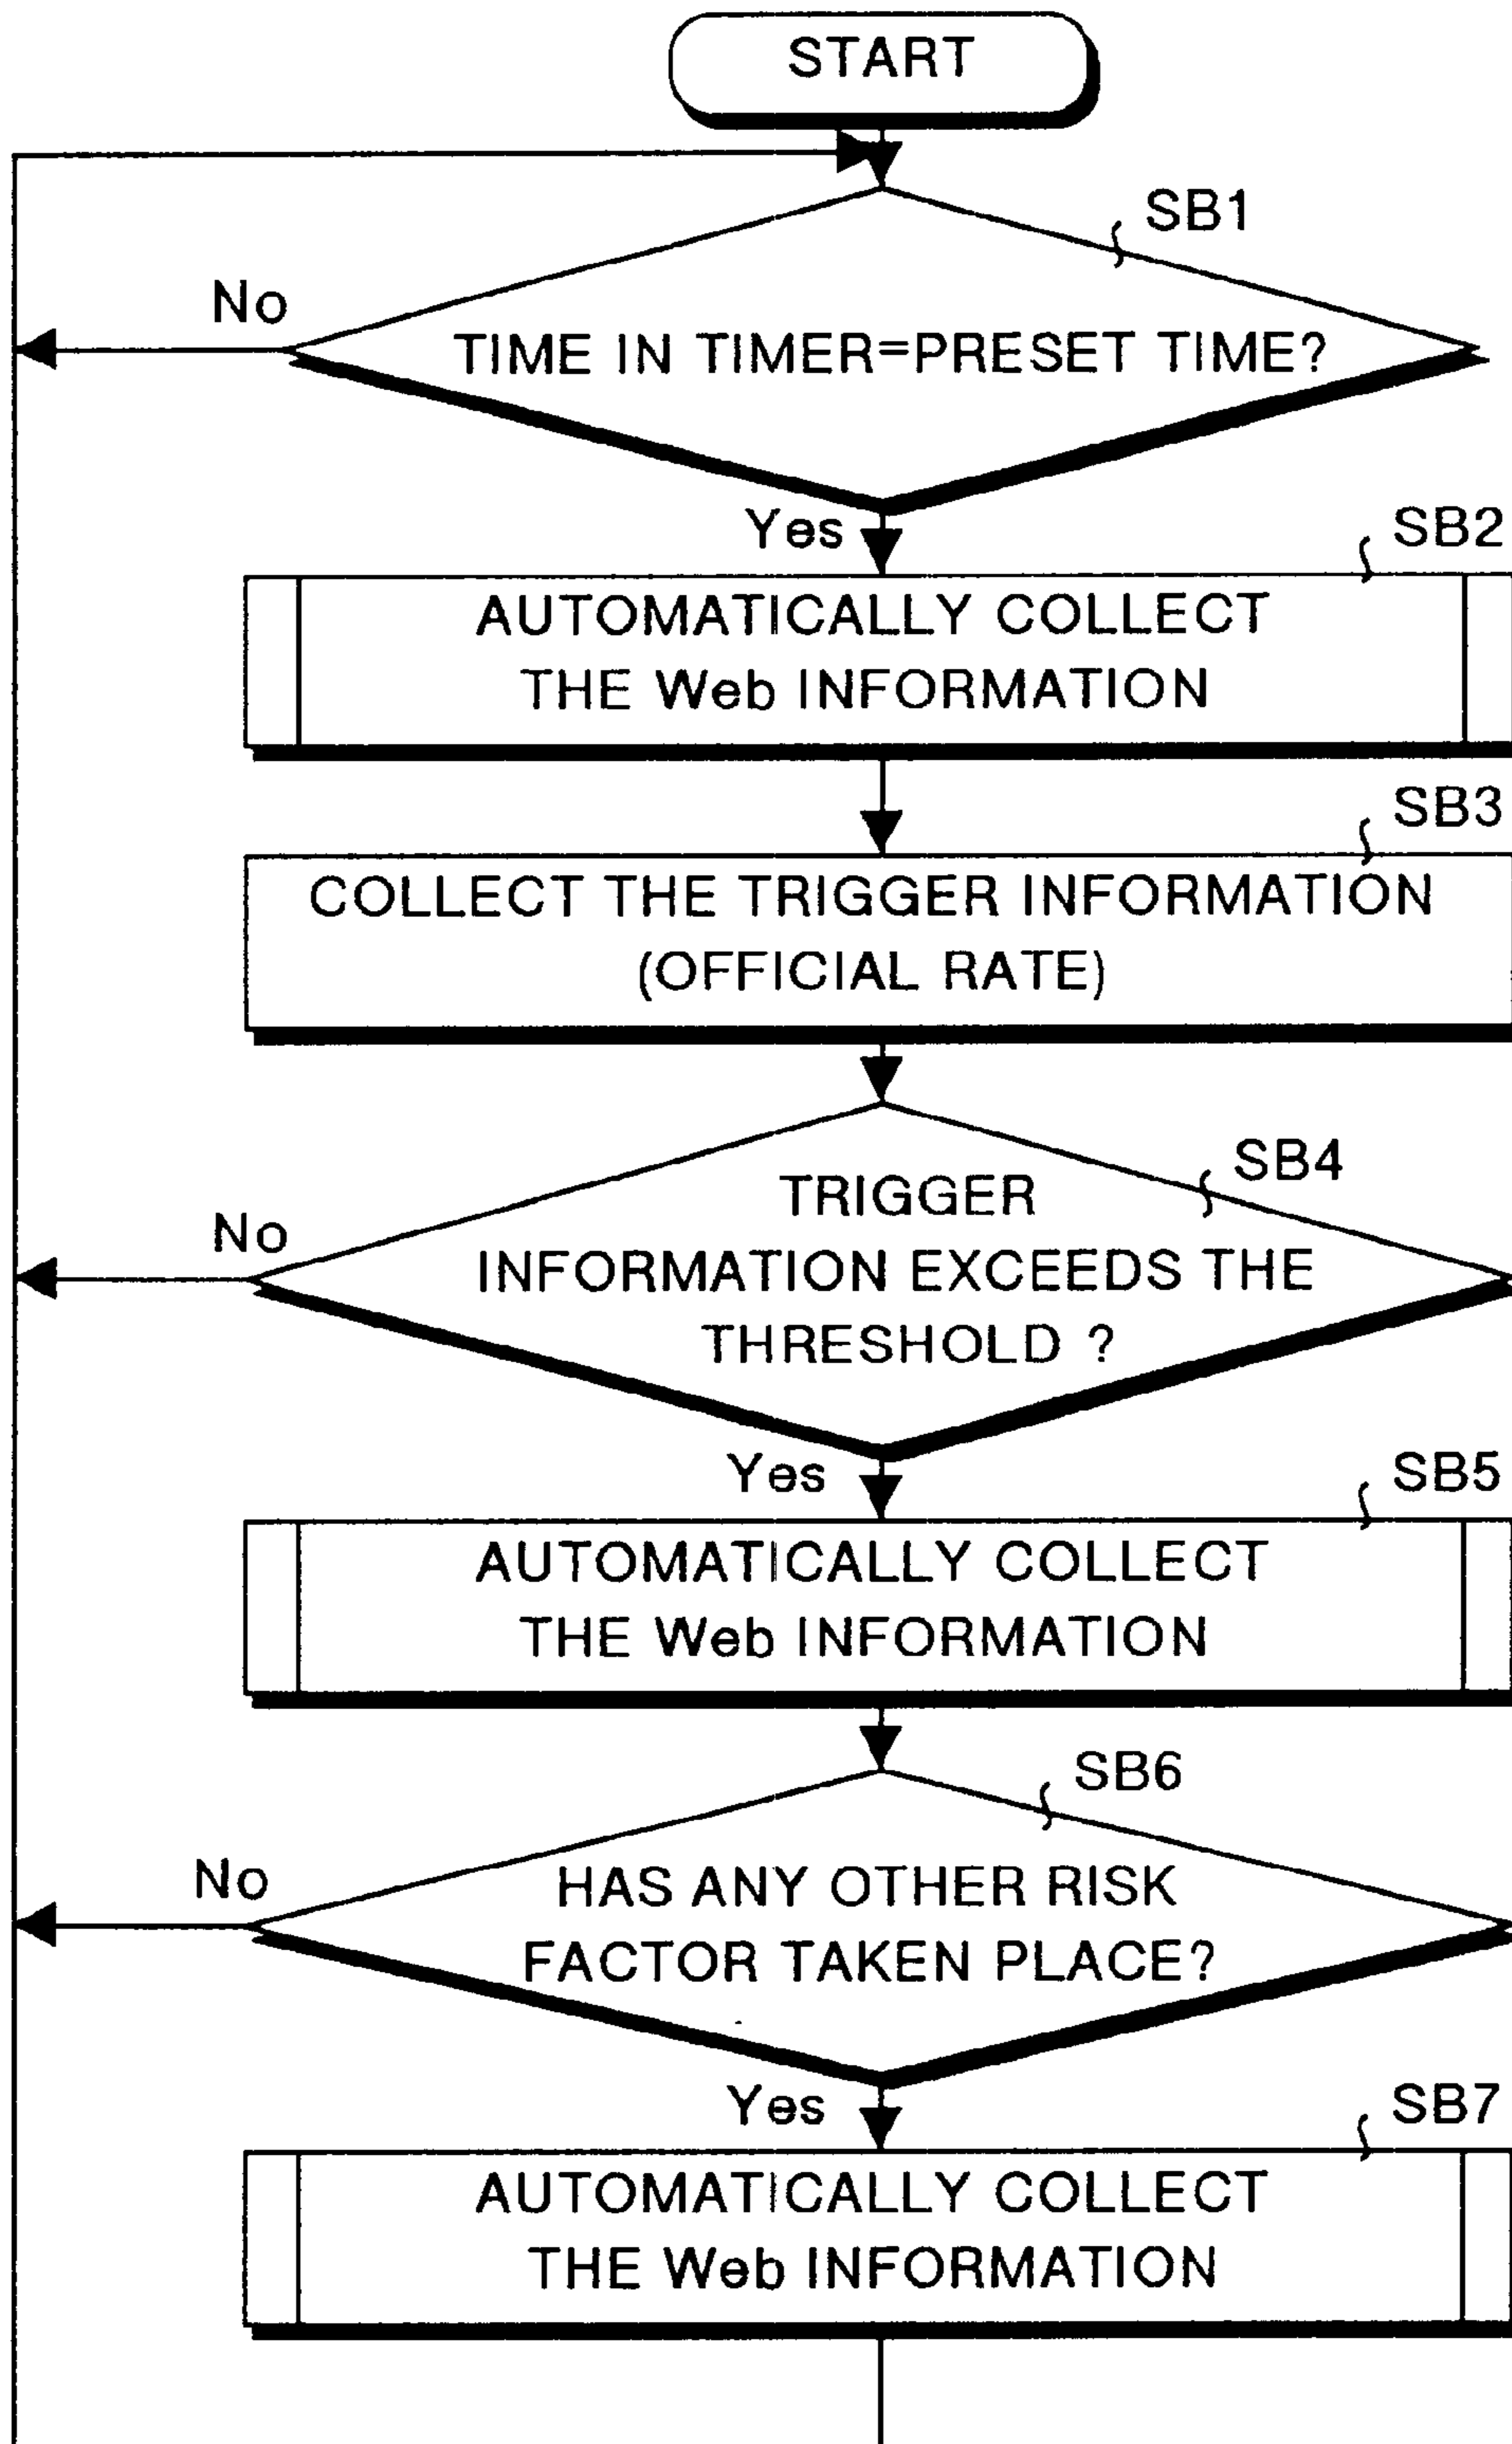 START
SB1
No
TIME IN TIMER=PRESET TIME?
Yes
SB2
AUTOMATICALLY COLLECT
THE Web INFORMATION
SB3
COLLECT THE TRIGGER INFORMATION
(OFFICIAL RATE)
SB4
No
TRIGGER
INFORMATION EXCEEDS THE
THRESHOLD ?
Yes
SB5
AUTOMATICALLY COLLECT
THE Web INFORMATION
SB6
No
HAS ANY OTHER RISK
FACTOR TAKEN PLACE?
Yes
SB7
AUTOMATICALLY COLLECT
THE Web INFORMATION